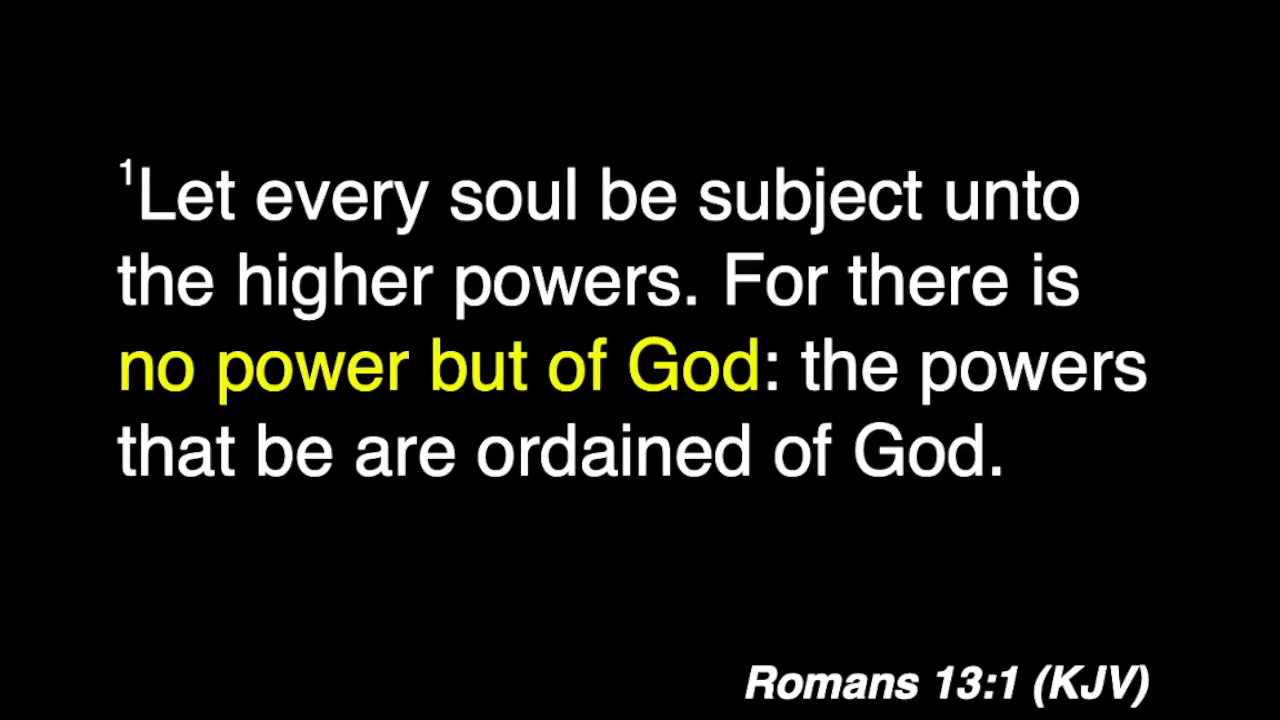 ¹Let every soul be subject unto
the higher powers. For there is
no power but of God: the powers
that be are ordained of God.
Romans 13:1 (KJV)